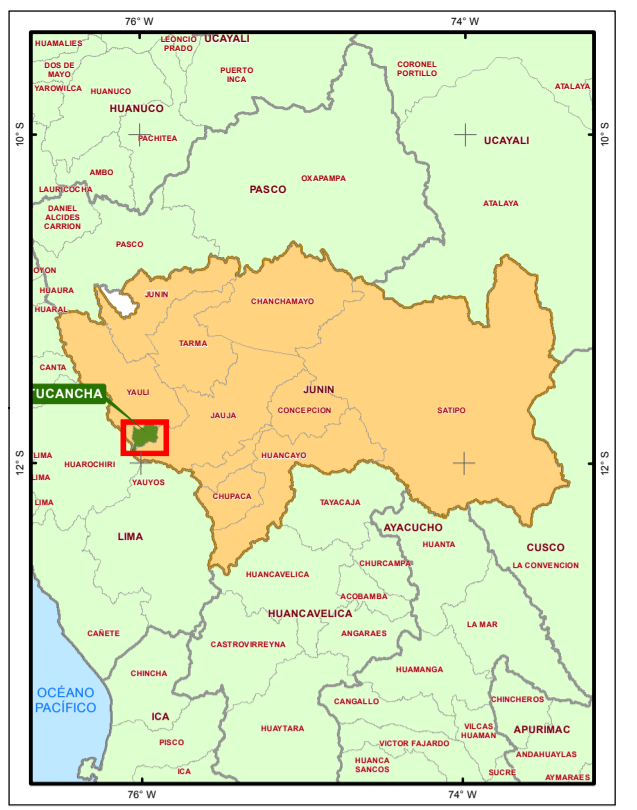 76° W
74° W
HUAMALIES
LEONCIO
PRADO
UCAYALI
DOS DE
MAYO
PUERTO
INCA
CORONEL
PORTILLO
YAROWILCA
HUANUCO
ATALAYA
HUANUCO
10° S
10° S
PACHITEA
UCAYALI
AMBO
LAURICOCHA
PASCO
OXAPAMPA
DANIEL
ALCIDES
CARRION
ATALAYA
PASCO
OYON
HUAURA
JUNIN
CHANCHAMAYO
HUARAL
TARMA
CANTA
YAULI
JUNIN
TUCANCHA
JAUJA
CONCEPCION
SATIPO
LIMA
HUAROCHIRI
HUANCAYO
12° S
12° S
LIMA
YAUYOS
CHUPACA
LIMA
TAYACAJA
LIMA
AYACUCHO
HUANTA
CUSCO
LA CONVENCION
HUANCAVELICA
CHURCAMPA
ACOBAMBA
HUANCAVELICA
LA MAR
CAÑETE
CASTROVIRREYNA
ANGARAES
CHINCHA
HUAMANGA
OCÉANO
PACÍFICO
CANGALLO
CHINCHEROS
ICA
HUAYTARA
VILCAS
HUAMAN
APURIMAC
PISCO
VICTOR FAJARDO
ANDAHUAYLAS
ICA
HUANCA
SANCOS
SUCRE
AYMARAES
76° W
74° W